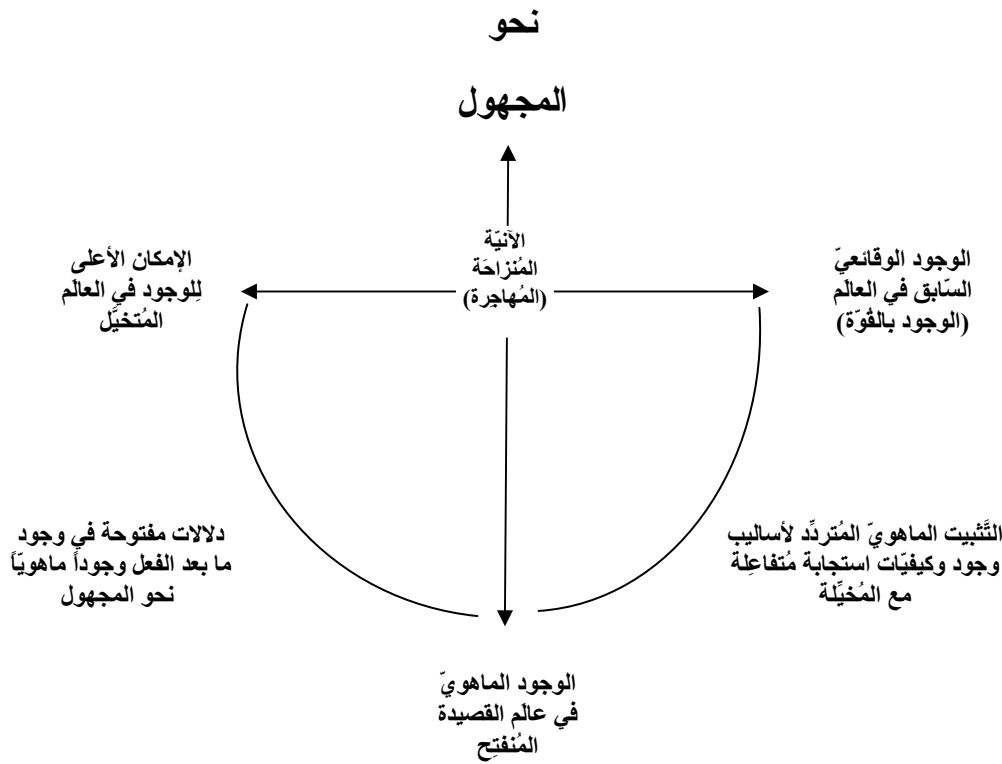 نحو
المجهول
الآنيّة
المُنزاحَة
(المُهاجِرة)
الوجود الوقائعيّ
السّابق في العالَم
(الوجود بالقُوّة)
الإمكان الأعلى
لِلوجود في العالَم
المُتخيَّل
التَّثبيت الماهويّ المُتردِّد لأساليب
وجود وكيفيّات استجابة مُتفاعِلة
مع المُخيِّلة
دلالات مفتوحة في وجود
ما بعد الفعل وجوداً ماهويّاً
نحو المجهول
الوجود الماهويّ
في عالَم القصيدة
المُنفتِح